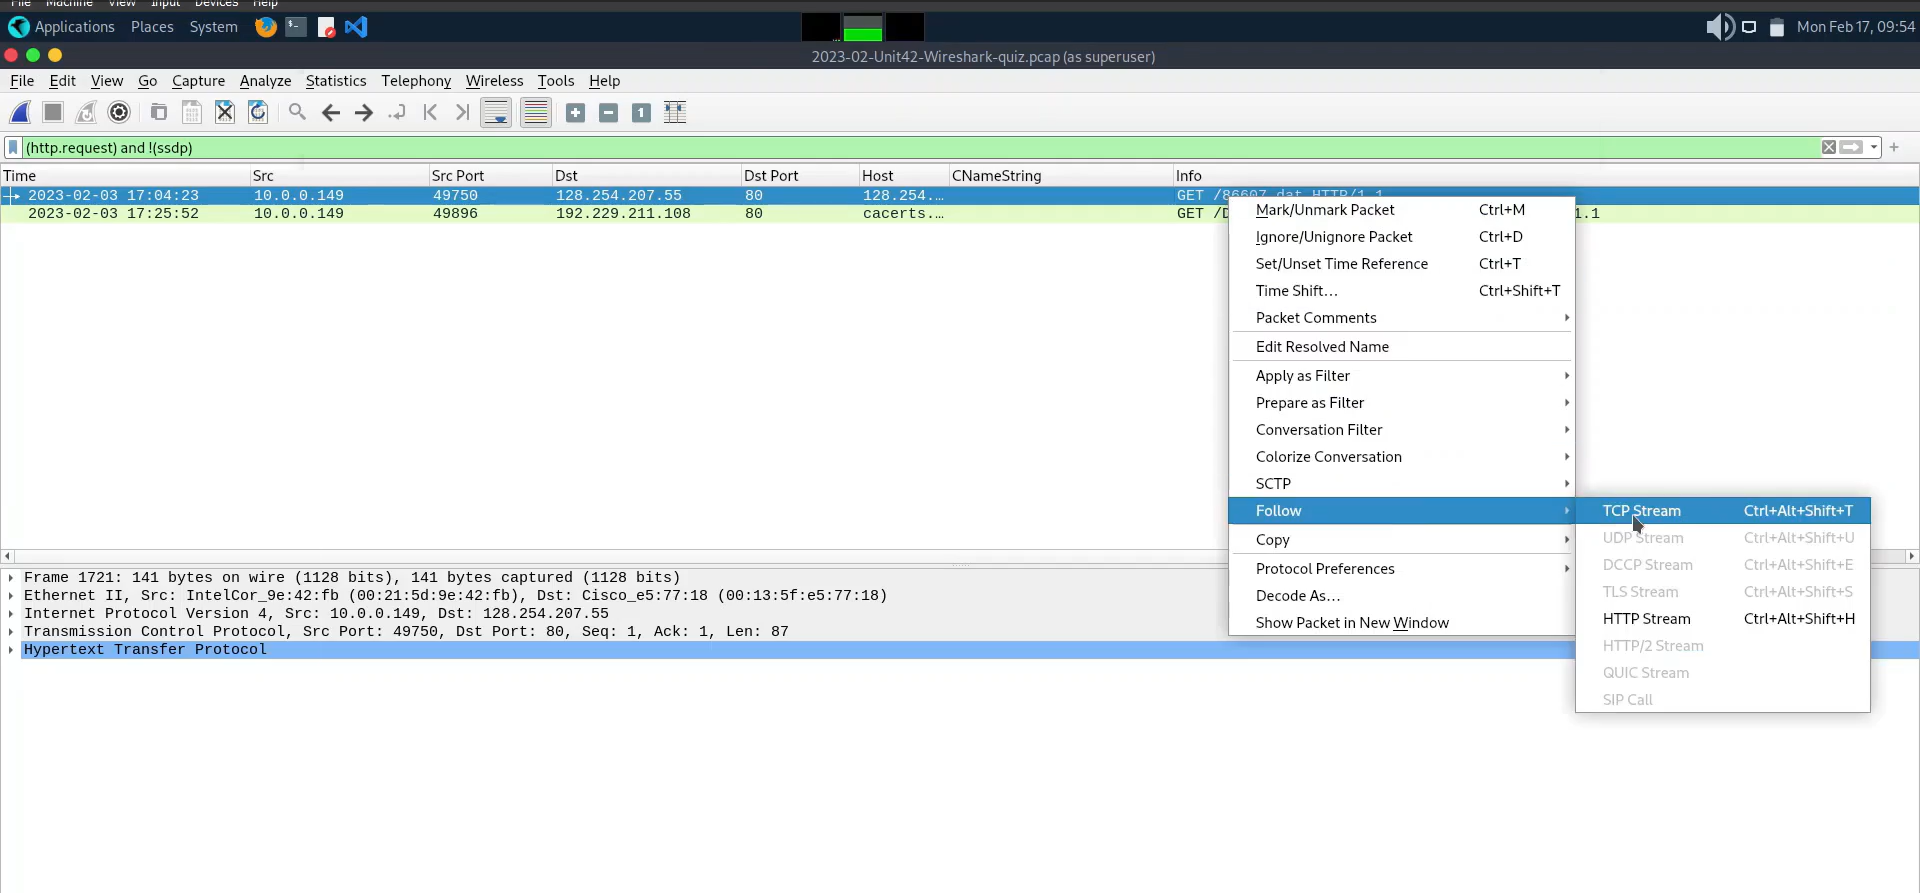 File Machine View Input Devices Help
Applications Places System Mon Feb 17, 09:54
2023-02-Unit42-Wireshark-quiz.pcap (as superuser)
File Edit View Go Capture Analyze Statistics Telephony Wireless Tools Help
(http.request) and !(ssdp)
Time Src Src Port Dst Dst Port Host CNameString Info
2023-02-03 17:04:23 10.0.0.149 49750 128.254.207.55 80 128.254.… GET /86607.dat HTTP/1.1
2023-02-03 17:25:52 10.0.0.149 49896 192.229.211.108 80 cacerts.… GET /D 1.1
Mark/Unmark Packet Ctrl+M
Ignore/Unignore Packet Ctrl+D
Set/Unset Time Reference Ctrl+T
Time Shift… Ctrl+Shift+T
Packet Comments
Edit Resolved Name
Apply as Filter
Prepare as Filter
Conversation Filter
Colorize Conversation
SCTP
Follow
Copy
Protocol Preferences
Decode As…
Show Packet in New Window
TCP Stream Ctrl+Alt+Shift+T
UDP Stream Ctrl+Alt+Shift+U
DCCP Stream Ctrl+Alt+Shift+E
TLS Stream Ctrl+Alt+Shift+S
HTTP Stream Ctrl+Alt+Shift+H
HTTP/2 Stream
QUIC Stream
SIP Call
Frame 1721: 141 bytes on wire (1128 bits), 141 bytes captured (1128 bits)
Ethernet II, Src: IntelCor_9e:42:fb (00:21:5d:9e:42:fb), Dst: Cisco_e5:77:18 (00:13:5f:e5:77:18)
Internet Protocol Version 4, Src: 10.0.0.149, Dst: 128.254.207.55
Transmission Control Protocol, Src Port: 49750, Dst Port: 80, Seq: 1, Ack: 1, Len: 87
Hypertext Transfer Protocol